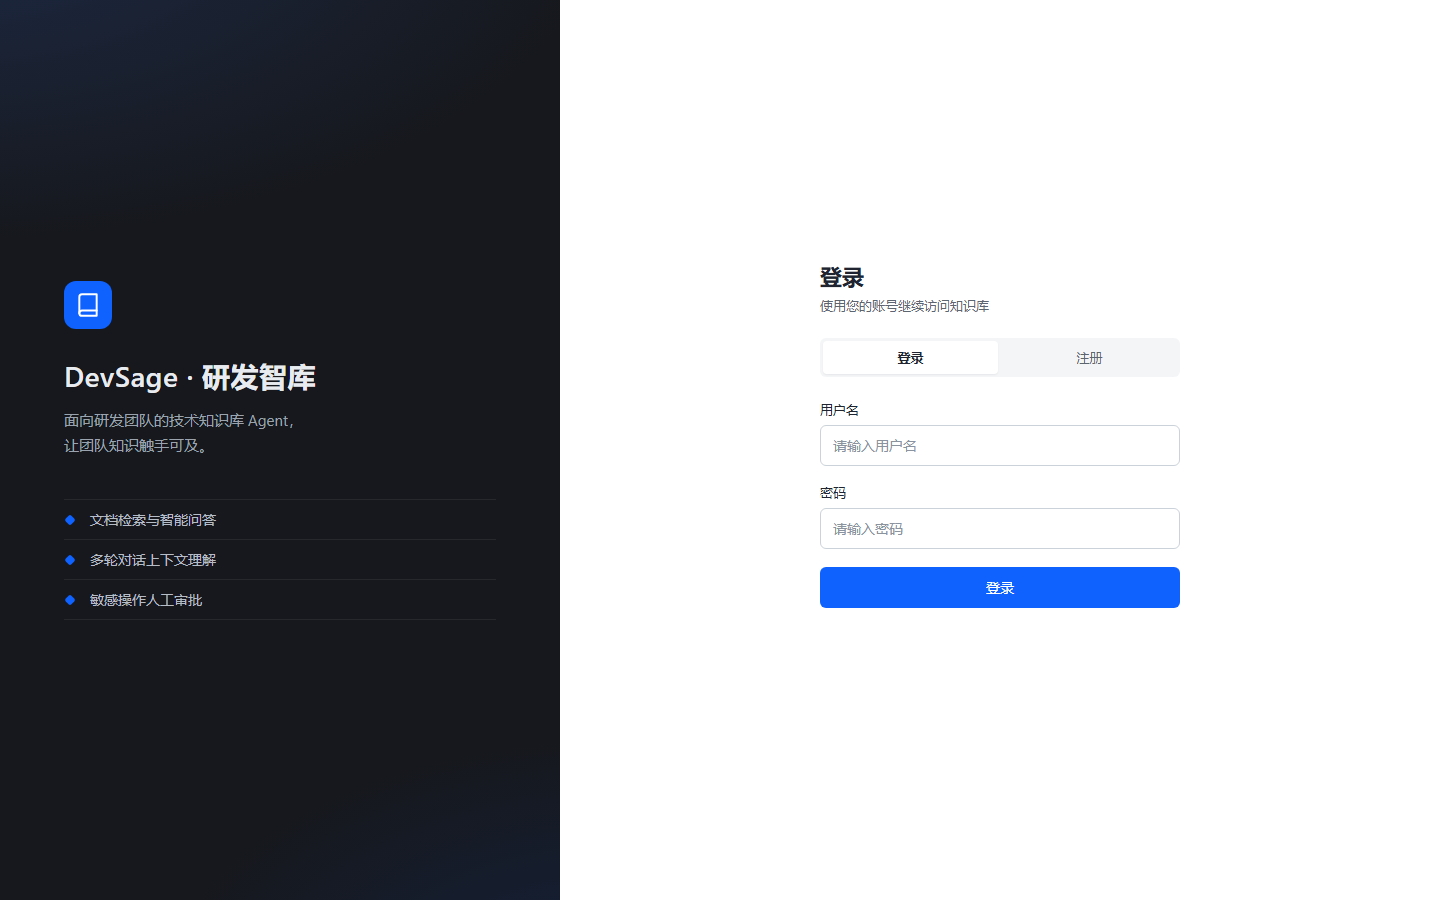 DevSage · 研发智库
面向研发团队的技术知识库 Agent，
让团队知识触手可及。
文档检索与智能问答
多轮对话上下文理解
敏感操作人工审批
登录
使用您的账号继续访问知识库
登录
注册
用户名
请输入用户名
密码
请输入密码
登录